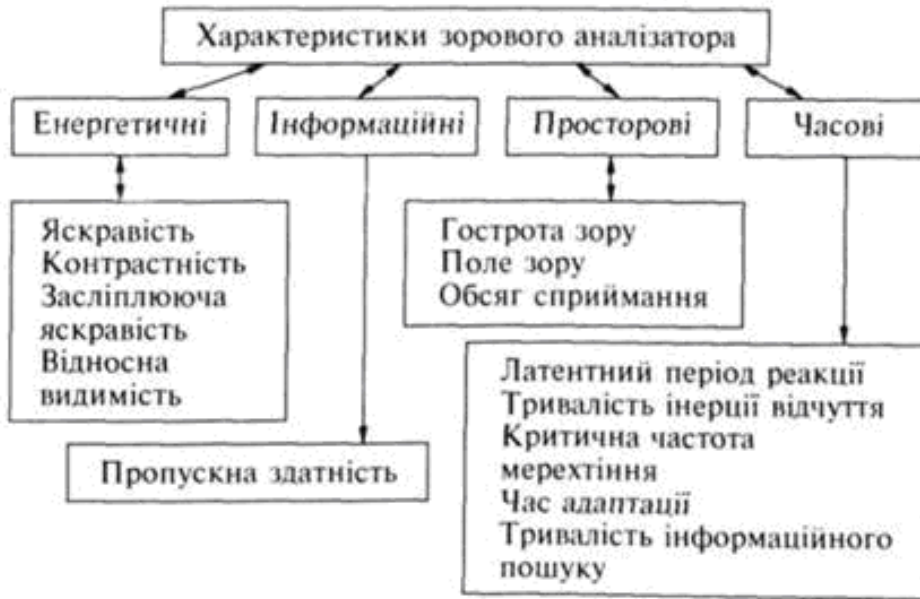 Характеристики зорового аналізатора
Енергетичні
Інформаційні
Просторові
Часові
Яскравість
Контрастність
Засліплююча
яскравість
Відносна
видимість
Гострота зору
Поле зору
Обсяг сприймання
Латентний період реакції
Тривалість інерції відчуття
Критична частота
мерехтіння
Час адаптації
Тривалість інформаційного
пошуку
Пропускна здатність